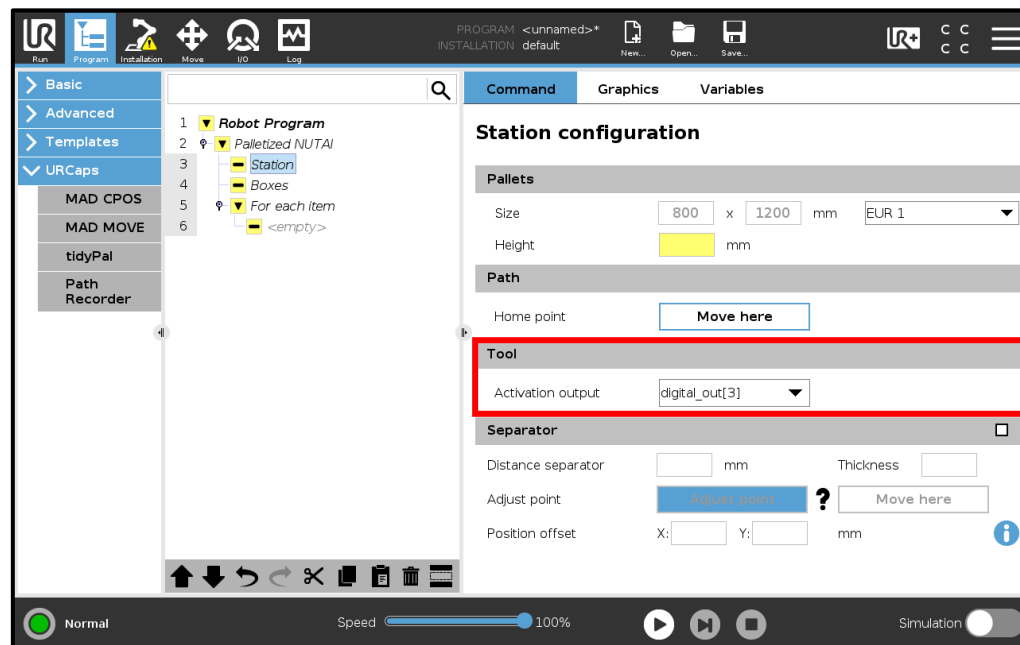 PROGRAM <unnamed>*
INSTALLATION default
UR
UR+
C C
C C
Run
Program
Installation
Move
I/O
Log
New...
Open...
Save...
Basic
Advanced
Templates
URCaps
MAD CPOS
MAD MOVE
tidyPal
Path
Recorder
1 Robot Program
2 Palletized NUTAI
3 Station
4 Boxes
5 For each item
6 <empty>
Command Graphics Variables
Station configuration
Pallets
Size 800 x 1200 mm EUR 1
Height mm
Path
Home point Move here
Tool
Activation output digital_out[3]
Separator
Distance separator mm Thickness
Adjust point Adjust point ? Move here
Position offset X: Y: mm
Normal
Speed 100%
Simulation